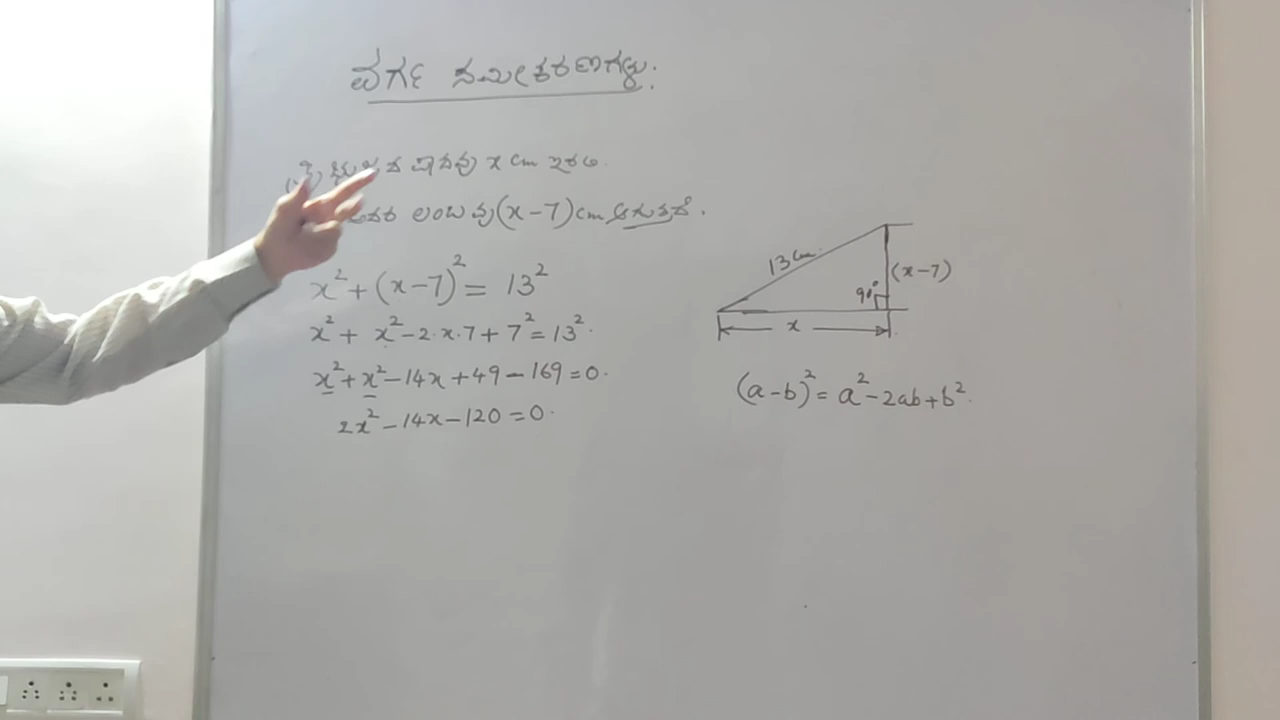 ವರ್ಗ ಸಮೀಕರಣಗಳು.
ಪಾದವು x cm ಇರಲಿ.
ಲಂಬವು (x-7) cm ಆಗುತ್ತದೆ.
x² + (x-7)² = 13²
x² + x² - 2·x·7 + 7² = 13².
x² + x² - 14x + 49 - 169 = 0.
2x² - 14x - 120 = 0.
13 cm.
(x-7)
90°
x
(a-b)² = a² - 2ab + b².